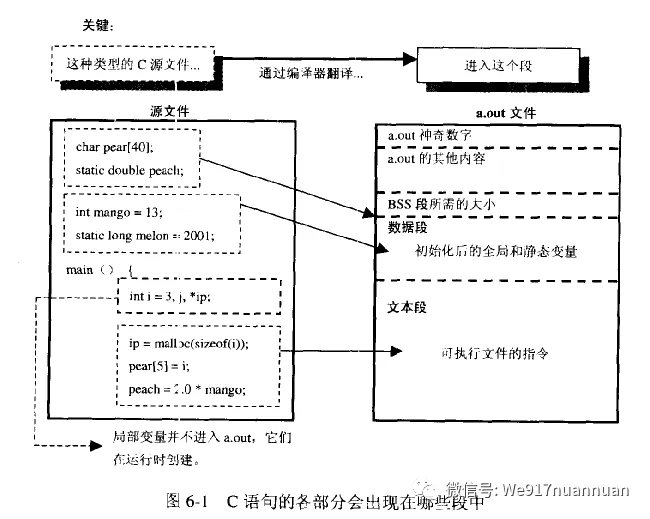 关键：
这种类型的 C 源文件...
通过编译器翻译...
进入这个段
源文件
a.out 文件
char pear[40];
static double peach;
int mango = 13;
static long melon = 2001;
main（） {
int i = 3, j, *ip;
ip = malloc(sizeof(i));
pear[5] = i;
peach = 2.0 * mango;
局部变量并不进入 a.out，它们
在运行时创建。
a.out 神奇数字
a.out 的其他内容
BSS 段所需的大小
数据段
初始化后的全局和静态变量
文本段
可执行文件的指令
微信号: We917nuannuan
图 6-1 C 语句的各部分会出现在哪些段中